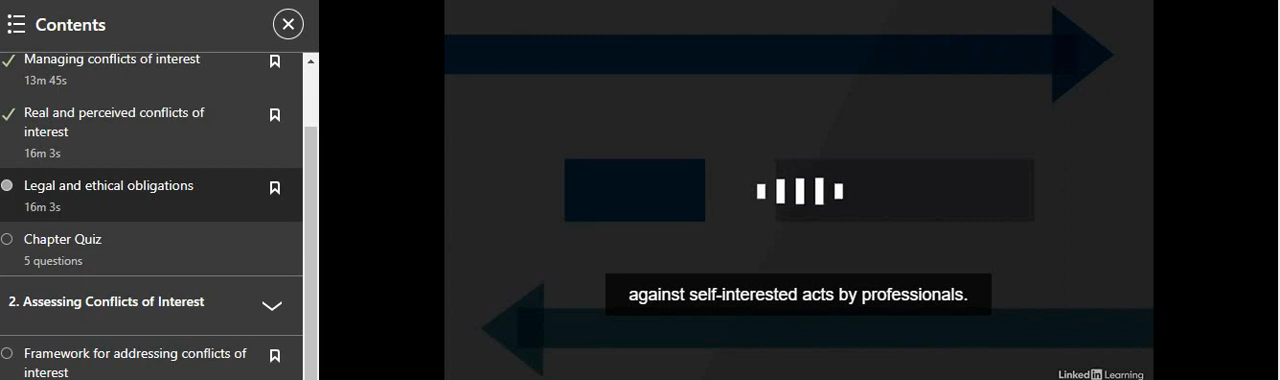 Contents
Managing conflicts of interest
13m 45s
Real and perceived conflicts of
interest
16m 3s
Legal and ethical obligations
16m 3s
Chapter Quiz
5 questions
2. Assessing Conflicts of Interest
Framework for addressing conflicts of
interest
against self-interested acts by professionals.
Linked in Learning